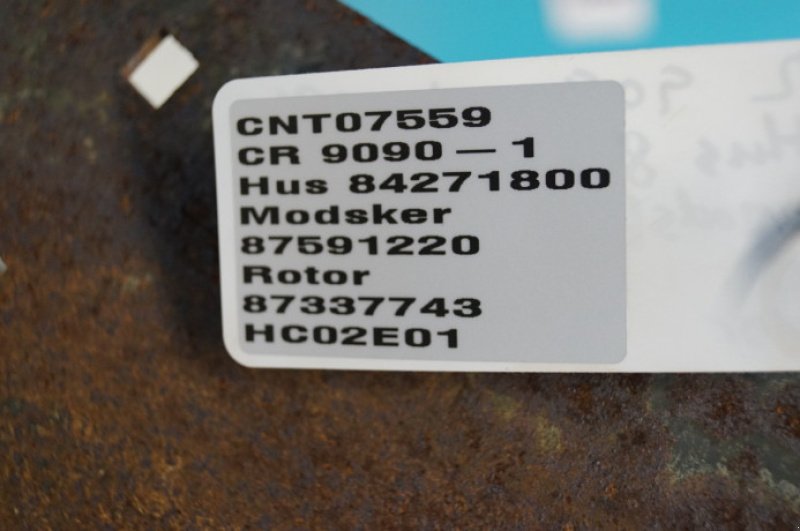 CNT07559
CR 9090 — 1
Hus 84271800
Modsker
87591220
Rotor
87337743
HC02E01